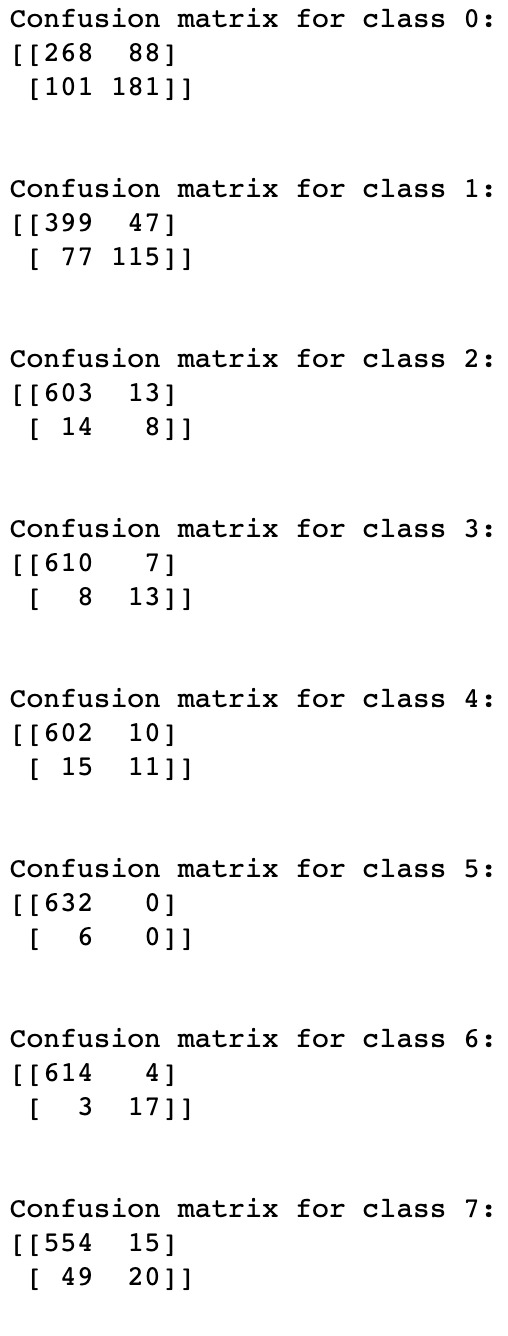 Confusion matrix for class 0:
[[268  88]
 [101 181]]
Confusion matrix for class 1:
[[399  47]
 [ 77 115]]
Confusion matrix for class 2:
[[603  13]
 [ 14   8]]
Confusion matrix for class 3:
[[610   7]
 [  8  13]]
Confusion matrix for class 4:
[[602  10]
 [ 15  11]]
Confusion matrix for class 5:
[[632   0]
 [  6   0]]
Confusion matrix for class 6:
[[614   4]
 [  3  17]]
Confusion matrix for class 7:
[[554  15]
 [ 49  20]]